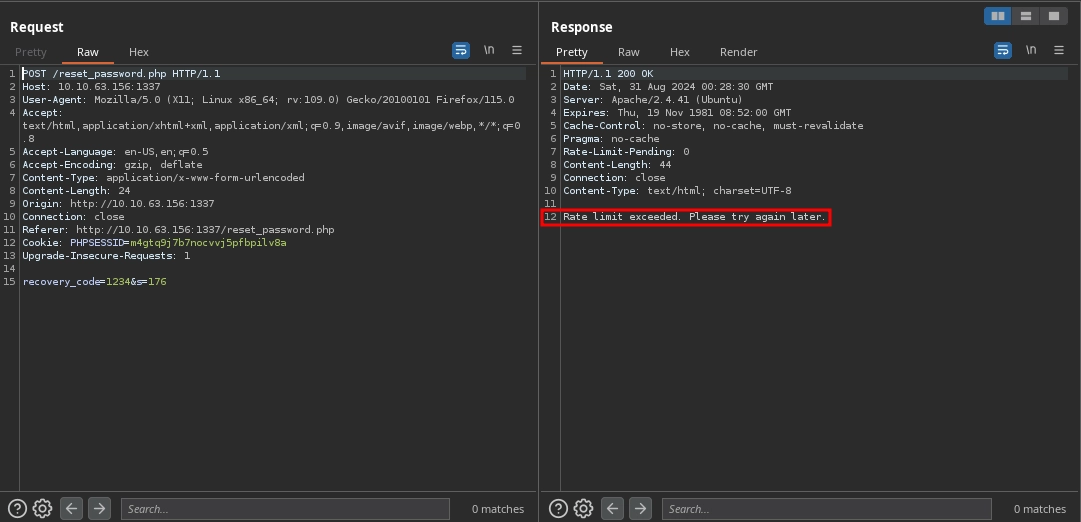 Request
Pretty Raw Hex
\n
1 POST /reset_password.php HTTP/1.1
2 Host: 10.10.63.156:1337
3 User-Agent: Mozilla/5.0 (X11; Linux x86_64; rv:109.0) Gecko/20100101 Firefox/115.0
4 Accept:
text/html,application/xhtml+xml,application/xml;q=0.9,image/avif,image/webp,*/*;q=0
.8
5 Accept-Language: en-US,en;q=0.5
6 Accept-Encoding: gzip, deflate
7 Content-Type: application/x-www-form-urlencoded
8 Content-Length: 24
9 Origin: http://10.10.63.156:1337
10 Connection: close
11 Referer: http://10.10.63.156:1337/reset_password.php
12 Cookie: PHPSESSID=m4gtq9j7b7nocvvj5pfbpilv8a
13 Upgrade-Insecure-Requests: 1
14
15 recovery_code=1234&s=176
Search...
0 matches
Response
Pretty Raw Hex Render
\n
1 HTTP/1.1 200 OK
2 Date: Sat, 31 Aug 2024 00:28:30 GMT
3 Server: Apache/2.4.41 (Ubuntu)
4 Expires: Thu, 19 Nov 1981 08:52:00 GMT
5 Cache-Control: no-store, no-cache, must-revalidate
6 Pragma: no-cache
7 Rate-Limit-Pending: 0
8 Content-Length: 44
9 Connection: close
10 Content-Type: text/html; charset=UTF-8
11
12 Rate limit exceeded. Please try again later.
Search...
0 matches